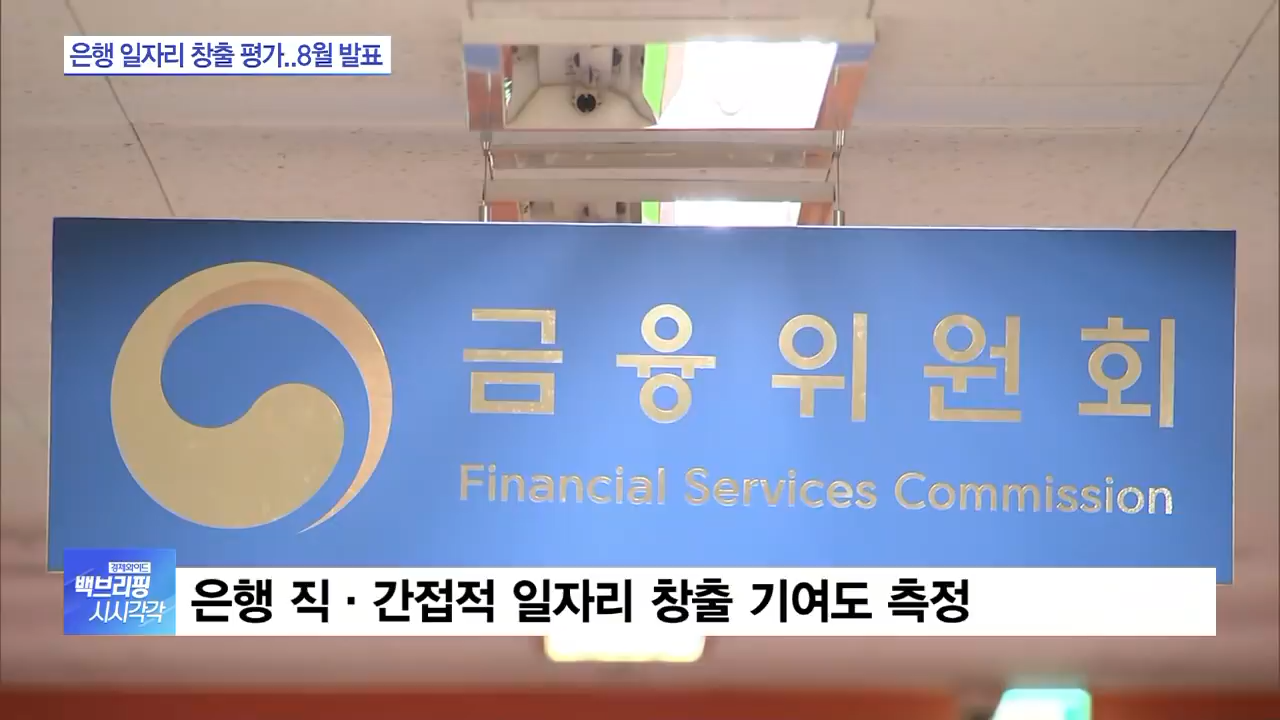 은행 일자리 창출 평가..8월 발표
금융위원회
Financial Services Commission
경제와이드
백브리핑
시시각각
은행 직·간접적 일자리 창출 기여도 측정